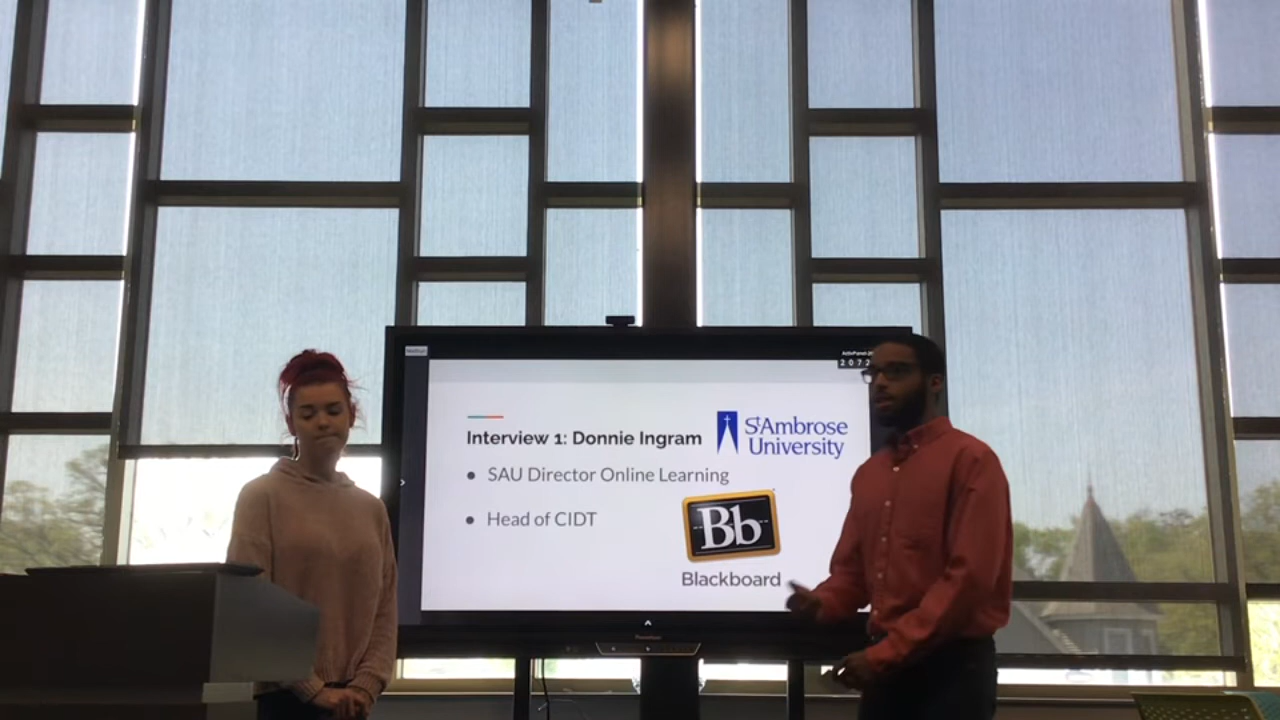 Interview 1: Donnie Ingram
St.Ambrose
University
SAU Director Online Learning
Head of CIDT
Bb
Blackboard